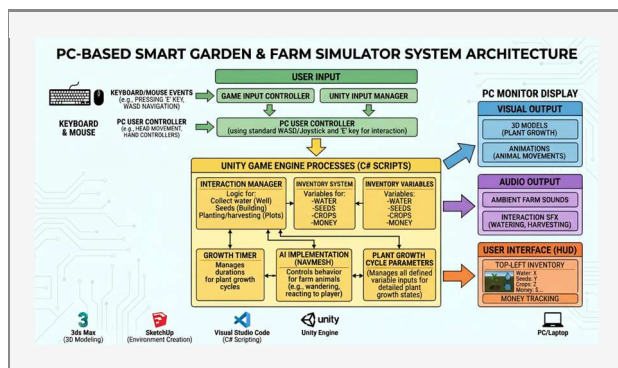 PC-BASED SMART GARDEN & FARM SIMULATOR SYSTEM ARCHITECTURE
USER INPUT
KEYBOARD/MOUSE EVENTS
(e.g., PRESSING 'E' KEY,
WASD NAVIGATION)
GAME INPUT CONTROLLER
UNITY INPUT MANAGER
KEYBOARD
& MOUSE
PC USER CONTROLLER
(e.g., HEAD MOVEMENT,
HAND CONTROLLERS)
PC USER CONTROLLER
(using standard WASD/Joystick and 'E' key for interaction)
UNITY GAME ENGINE PROCESSES (C# SCRIPTS)
INTERACTION MANAGER
Logic for:
Collect water (Well)
Seeds (Building)
Planting/harvesting (Plots)
INVENTORY SYSTEM
Variables for:
-WATER
-SEEDS
-CROPS
-MONEY
INVENTORY VARIABLES
Variables:
-WATER
-SEEDS
-CROPS
-MONEY
GROWTH TIMER
Manages
durations
for plant growth
cycles
AI IMPLEMENTATION
(NAVMESH)
Controls behavior
for farm animals
(e.g., wandering,
reacting to player)
PLANT GROWTH
CYCLE PARAMETERS
(Manages all defined
variable inputs for
detailed plant
growth states)
PC MONITOR DISPLAY
VISUAL OUTPUT
3D MODELS
(PLANT GROWTH)
ANIMATIONS
(ANIMAL MOVEMENTS)
AUDIO OUTPUT
AMBIENT FARM SOUNDS
INTERACTION SFX
(WATERING, HARVESTING)
USER INTERFACE (HUD)
TOP-LEFT INVENTORY
Water: X
Seeds: Y
Crops: Z
Money: $...
MONEY TRACKING
3ds Max
(3D Modeling)
SketchUp
(Environment Creation)
Visual Studio Code
(C# Scripting)
unity
Unity Engine
PC/Laptop